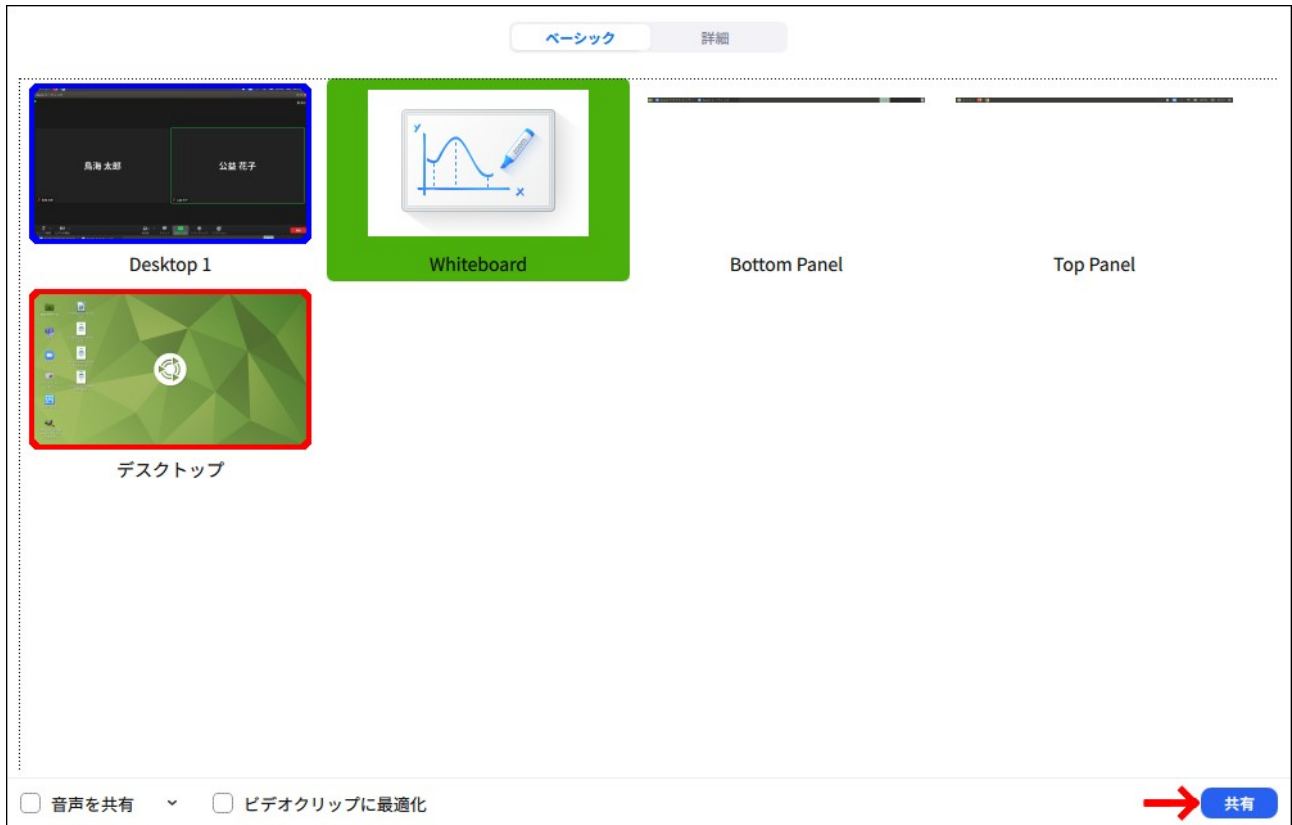 ベーシック 詳細
鳥海 太郎 公益 花子
y
x
Desktop 1 Whiteboard Bottom Panel Top Panel
デスクトップ
音声を共有 ビデオクリップに最適化 共有